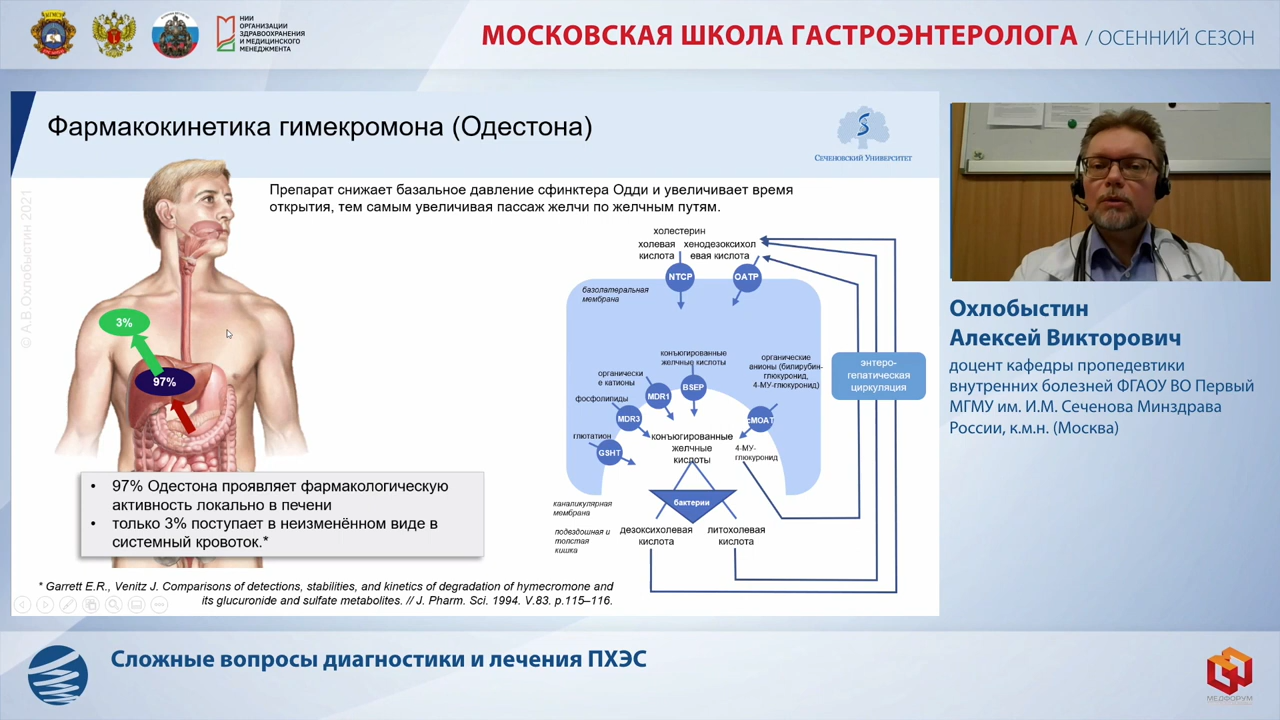 НИИ
ОРГАНИЗАЦИИ
ЗДРАВООХРАНЕНИЯ
И МЕДИЦИНСКОГО
МЕНЕДЖМЕНТА
МОСКОВСКАЯ ШКОЛА ГАСТРОЭНТЕРОЛОГА / ОСЕННИЙ СЕЗОН
Фармакокинетика гимекромона (Одестона)
Сеченовский Университет
© А.В.Охлобыстин 2021
Препарат снижает базальное давление сфинктера Одди и увеличивает время
открытия, тем самым увеличивая пассаж желчи по желчным путям.
3%
97%
холестерин
холевая
кислота
хенодезоксихол
евая кислота
NTCP
OATP
базолатеральная
мембрана
конъюгированные
желчные кислоты
органические
анионы (билирубин-
глюкуронид,
4-МУ-глюкуронид)
органически
е катионы
BSEP
MDR1
фосфолипиды
MDR3
cMOAT
глютатион
GSHT
конъюгированные
желчные
кислоты
4-МУ-
глюкуронид
энтеро-
гепатическая
циркуляция
каналикулярная
мембрана
бактерии
подвздошная и
толстая
кишка
дезоксихолевая
кислота
литохолевая
кислота
• 97% Одестона проявляет фармакологическую
активность локально в печени
• только 3% поступает в неизменённом виде в
системный кровоток.*
* Garrett E.R., Venitz J. Comparisons of detections, stabilities, and kinetics of degradation of hymecromone and
its glucuronide and sulfate metabolites. // J. Pharm. Sci. 1994. V.83. p.115–116.
Охлобыстин
Алексей Викторович
доцент кафедры пропедевтики
внутренних болезней ФГАОУ ВО Первый
МГМУ им. И.М. Сеченова Минздрава
России, к.м.н. (Москва)
Сложные вопросы диагностики и лечения ПХЭС
МЕДФОРУМ